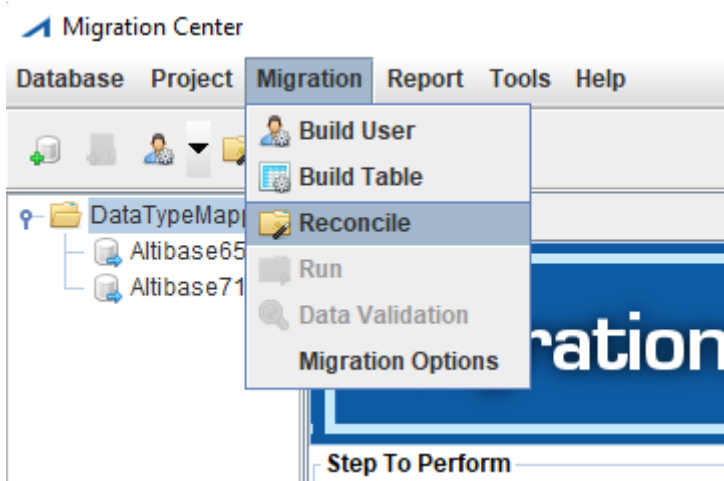 Migration Center
Database Project Migration Report Tools Help
Build User
Build Table
Reconcile
Run
Data Validation
Migration Options
Altibase65
Altibase71
ration
Step To Perform